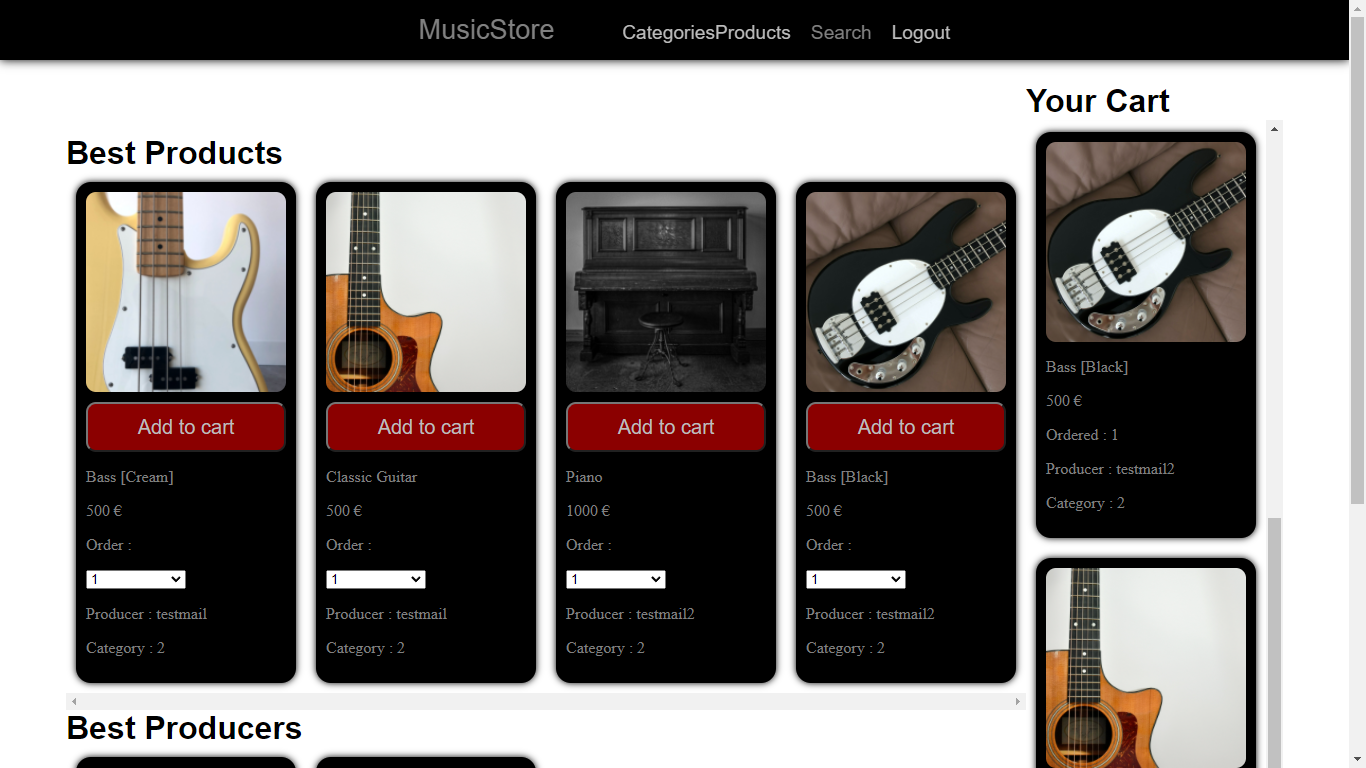 MusicStore CategoriesProducts Search Logout
Your Cart
Best Products
Add to cart
Bass [Cream]
500 €
Order :
1
Producer : testmail
Category : 2
Add to cart
Classic Guitar
500 €
Order :
1
Producer : testmail
Category : 2
Add to cart
Piano
1000 €
Order :
1
Producer : testmail2
Category : 2
Add to cart
Bass [Black]
500 €
Order :
1
Producer : testmail2
Category : 2
Bass [Black]
500 €
Ordered : 1
Producer : testmail2
Category : 2
Best Producers